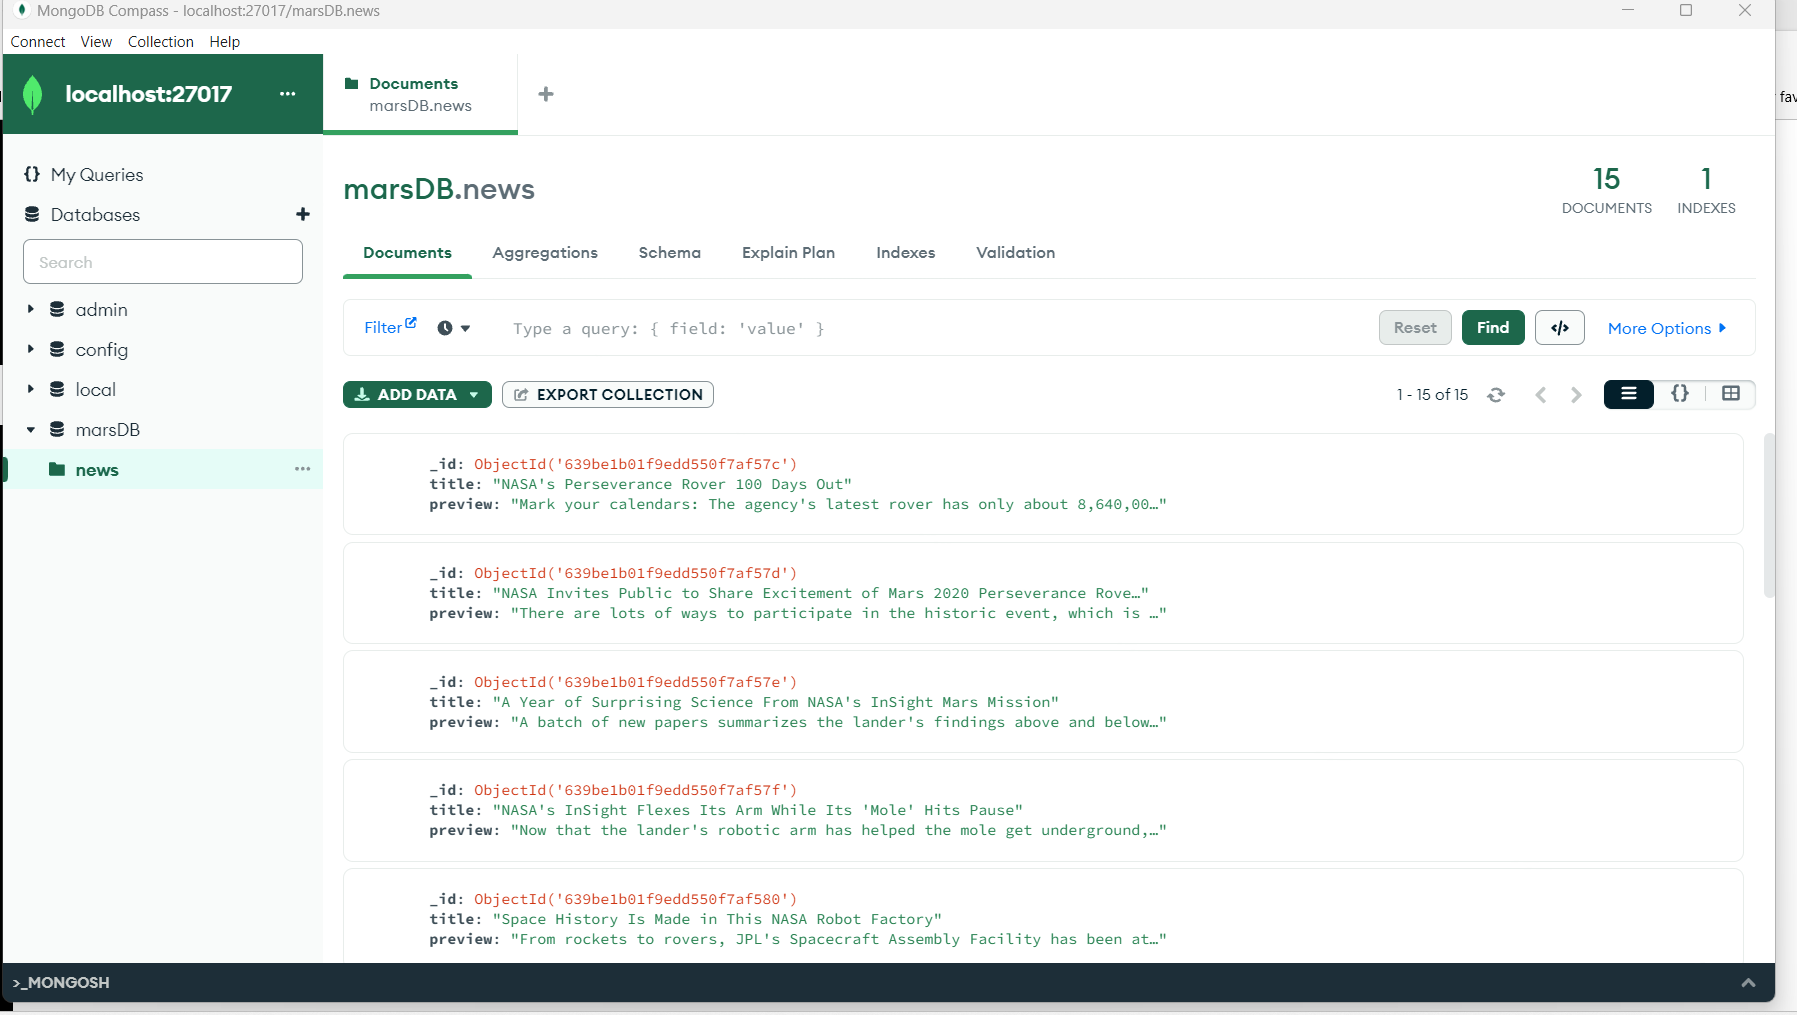 MongoDB Compass - localhost:27017/marsDB.news
Connect View Collection Help
localhost:27017 ...
Documents
marsDB.news
fav
{} My Queries
Databases
Search
admin
config
local
marsDB
news ...
marsDB.news
15
DOCUMENTS
1
INDEXES
Documents Aggregations Schema Explain Plan Indexes Validation
Filter Type a query: { field: 'value' } Reset Find </> More Options
ADD DATA EXPORT COLLECTION 1 - 15 of 15 {}
_id: ObjectId('639be1b01f9edd550f7af57c')
title: "NASA's Perseverance Rover 100 Days Out"
preview: "Mark your calendars: The agency's latest rover has only about 8,640,00…"
_id: ObjectId('639be1b01f9edd550f7af57d')
title: "NASA Invites Public to Share Excitement of Mars 2020 Perseverance Rove…"
preview: "There are lots of ways to participate in the historic event, which is …"
_id: ObjectId('639be1b01f9edd550f7af57e')
title: "A Year of Surprising Science From NASA's InSight Mars Mission"
preview: "A batch of new papers summarizes the lander's findings above and below…"
_id: ObjectId('639be1b01f9edd550f7af57f')
title: "NASA's InSight Flexes Its Arm While Its 'Mole' Hits Pause"
preview: "Now that the lander's robotic arm has helped the mole get underground,…"
_id: ObjectId('639be1b01f9edd550f7af580')
title: "Space History Is Made in This NASA Robot Factory"
preview: "From rockets to rovers, JPL's Spacecraft Assembly Facility has been at…"
>_MONGOSH